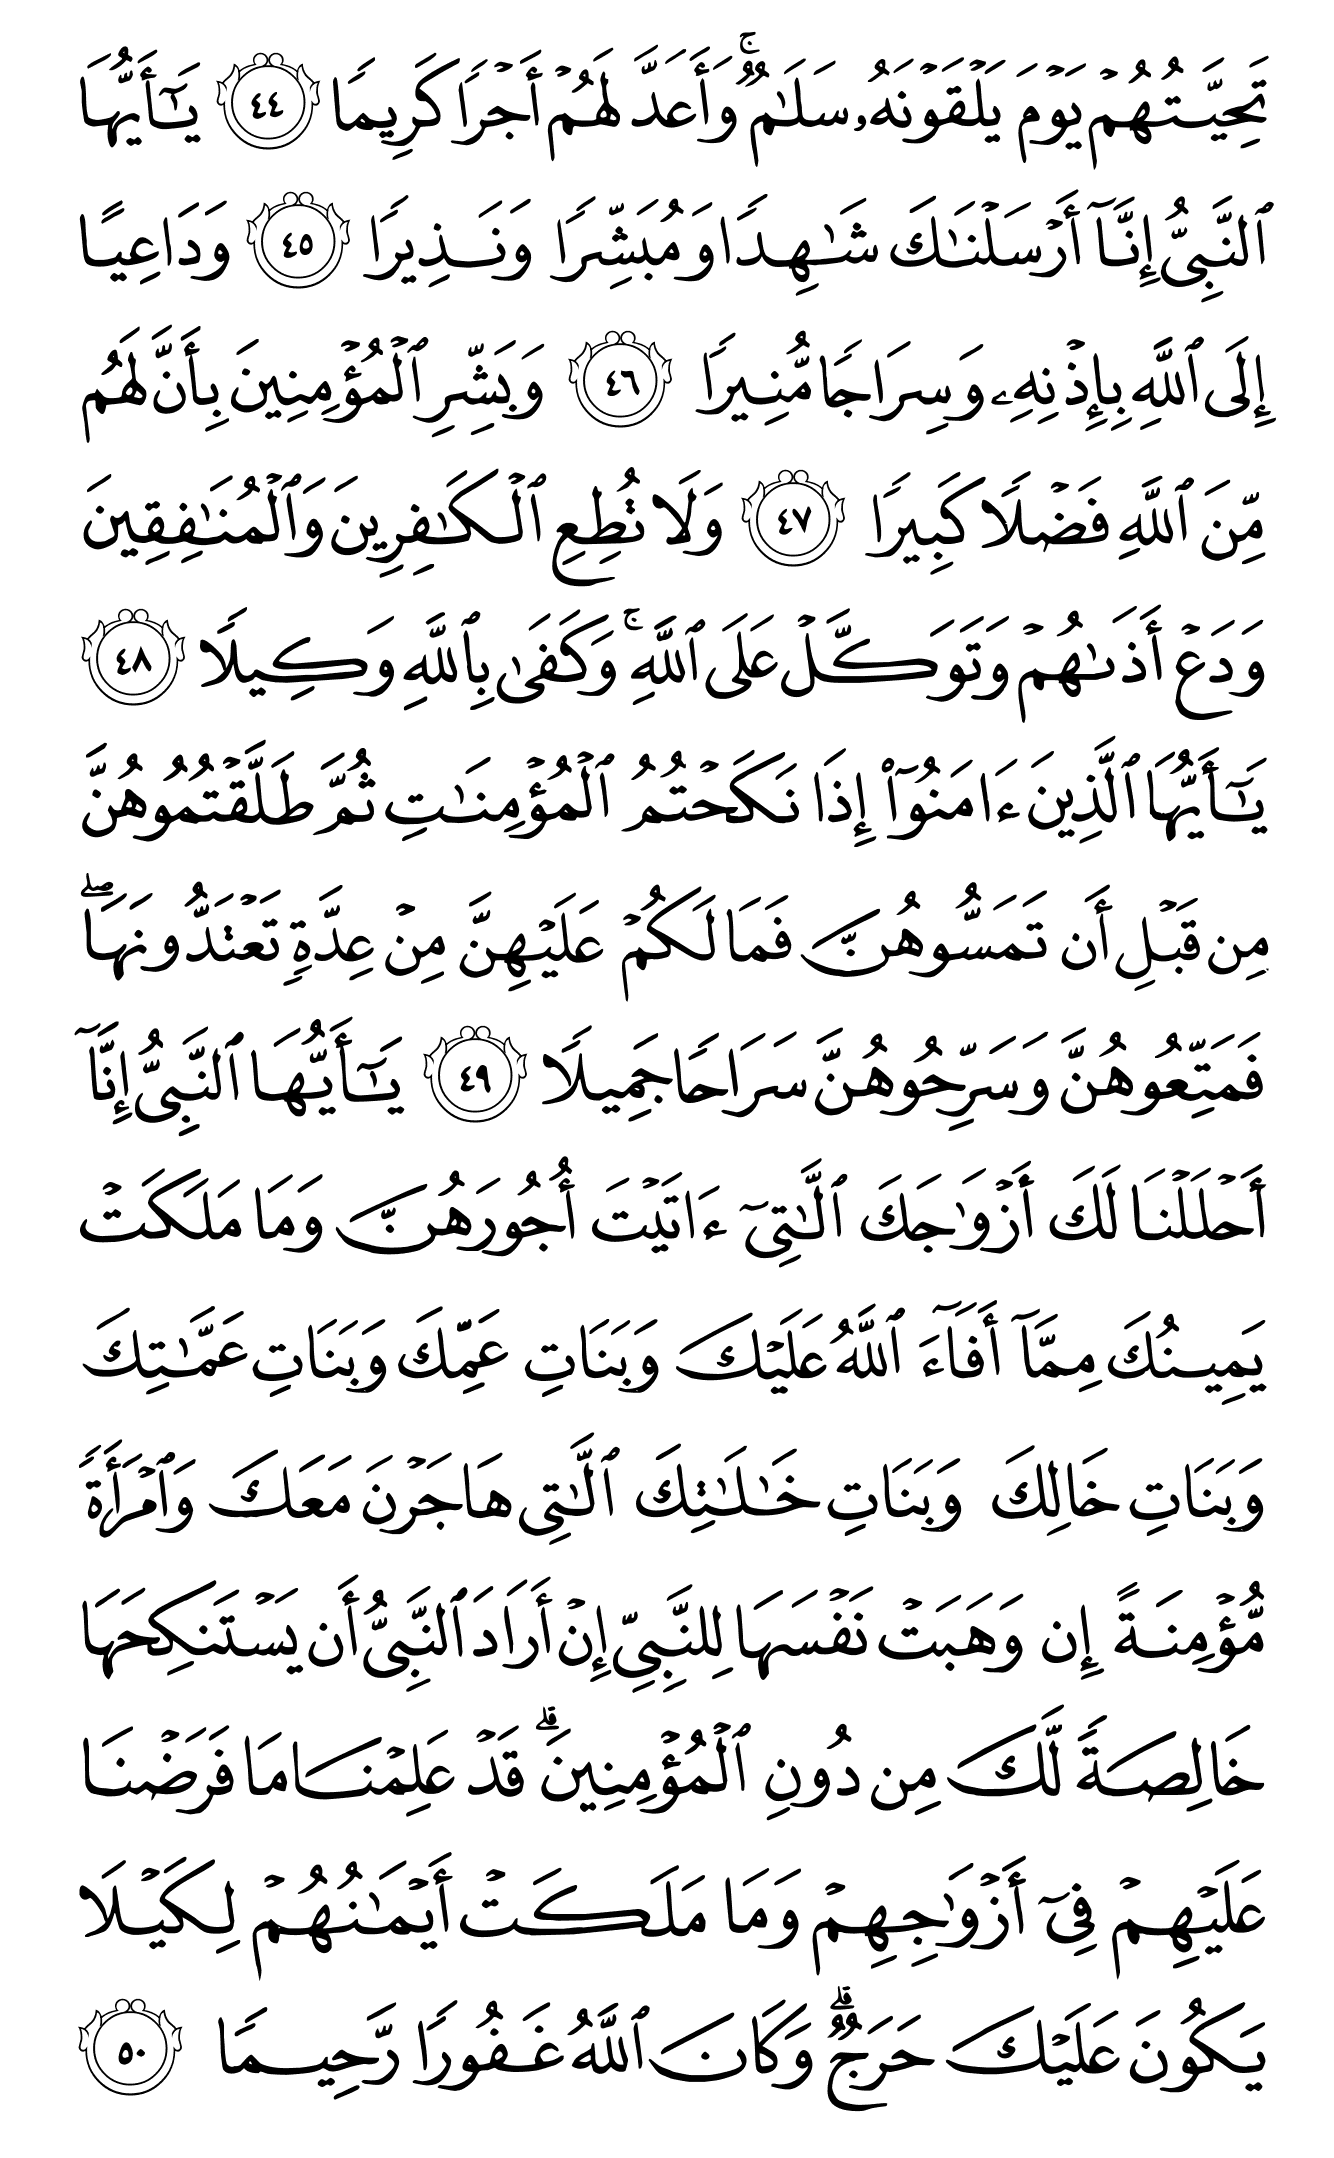 تَحِيَّتُهُمۡ يَوۡمَ يَلۡقَوۡنَهُۥ سَلَٰمٞۚ وَأَعَدَّ لَهُمۡ أَجۡرٗا كَرِيمٗا ٤٤ يَٰٓأَيُّهَا
ٱلنَّبِيُّ إِنَّآ أَرۡسَلۡنَٰكَ شَٰهِدٗا وَمُبَشِّرٗا وَنَذِيرٗا ٤٥ وَدَاعِيًا
إِلَى ٱللَّهِ بِإِذۡنِهِۦ وَسِرَاجٗا مُّنِيرٗا ٤٦ وَبَشِّرِ ٱلۡمُؤۡمِنِينَ بِأَنَّ لَهُم
مِّنَ ٱللَّهِ فَضۡلٗا كَبِيرٗا ٤٧ وَلَا تُطِعِ ٱلۡكَٰفِرِينَ وَٱلۡمُنَٰفِقِينَ
وَدَعۡ أَذَىٰهُمۡ وَتَوَكَّلۡ عَلَى ٱللَّهِۚ وَكَفَىٰ بِٱللَّهِ وَكِيلٗا ٤٨
يَٰٓأَيُّهَا ٱلَّذِينَ ءَامَنُوٓاْ إِذَا نَكَحۡتُمُ ٱلۡمُؤۡمِنَٰتِ ثُمَّ طَلَّقۡتُمُوهُنَّ
مِن قَبۡلِ أَن تَمَسُّوهُنَّ فَمَا لَكُمۡ عَلَيۡهِنَّ مِنۡ عِدَّةٖ تَعۡتَدُّونَهَاۖ
فَمَتِّعُوهُنَّ وَسَرِّحُوهُنَّ سَرَاحٗا جَمِيلٗا ٤٩ يَٰٓأَيُّهَا ٱلنَّبِيُّ إِنَّآ
أَحۡلَلۡنَا لَكَ أَزۡوَٰجَكَ ٱلَّٰتِيٓ ءَاتَيۡتَ أُجُورَهُنَّ وَمَا مَلَكَتۡ
يَمِينُكَ مِمَّآ أَفَآءَ ٱللَّهُ عَلَيۡكَ وَبَنَاتِ عَمِّكَ وَبَنَاتِ عَمَّٰتِكَ
وَبَنَاتِ خَالِكَ وَبَنَاتِ خَٰلَٰتِكَ ٱلَّٰتِي هَاجَرۡنَ مَعَكَ وَٱمۡرَأَةٗ
مُّؤۡمِنَةً إِن وَهَبَتۡ نَفۡسَهَا لِلنَّبِيِّ إِنۡ أَرَادَ ٱلنَّبِيُّ أَن يَسۡتَنكِحَهَا
خَالِصَةٗ لَّكَ مِن دُونِ ٱلۡمُؤۡمِنِينَۗ قَدۡ عَلِمۡنَا مَا فَرَضۡنَا
عَلَيۡهِمۡ فِيٓ أَزۡوَٰجِهِمۡ وَمَا مَلَكَتۡ أَيۡمَٰنُهُمۡ لِكَيۡلَا
يَكُونَ عَلَيۡكَ حَرَجٞۗ وَكَانَ ٱللَّهُ غَفُورٗا رَّحِيمٗا ٥٠